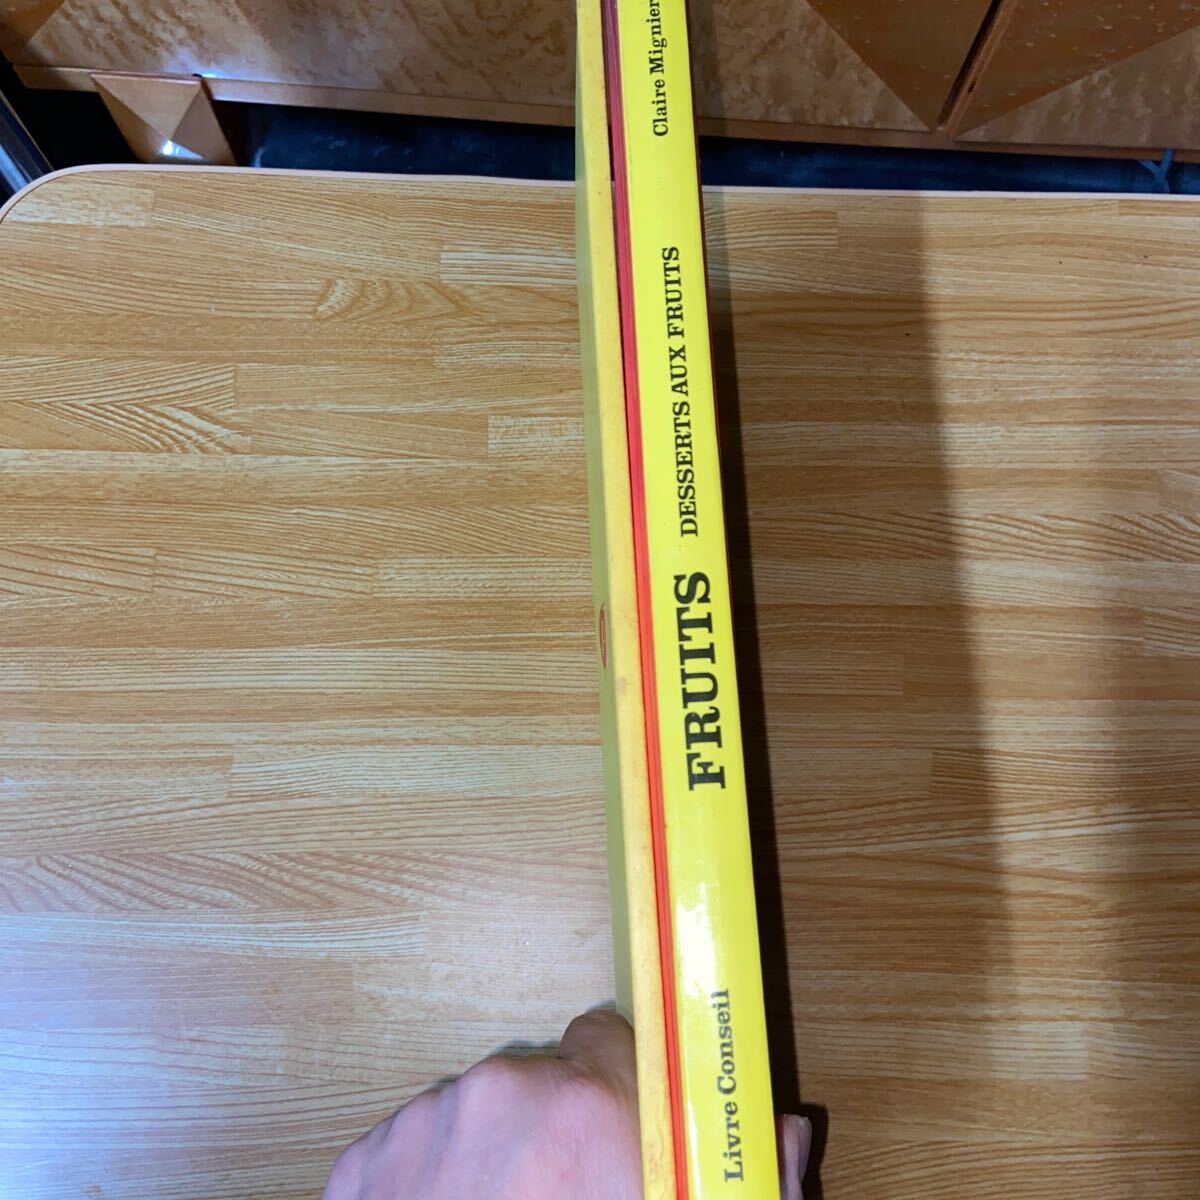 Livre Conseil
FRUITS
DESSERTS AUX FRUITS
Claire Mignier